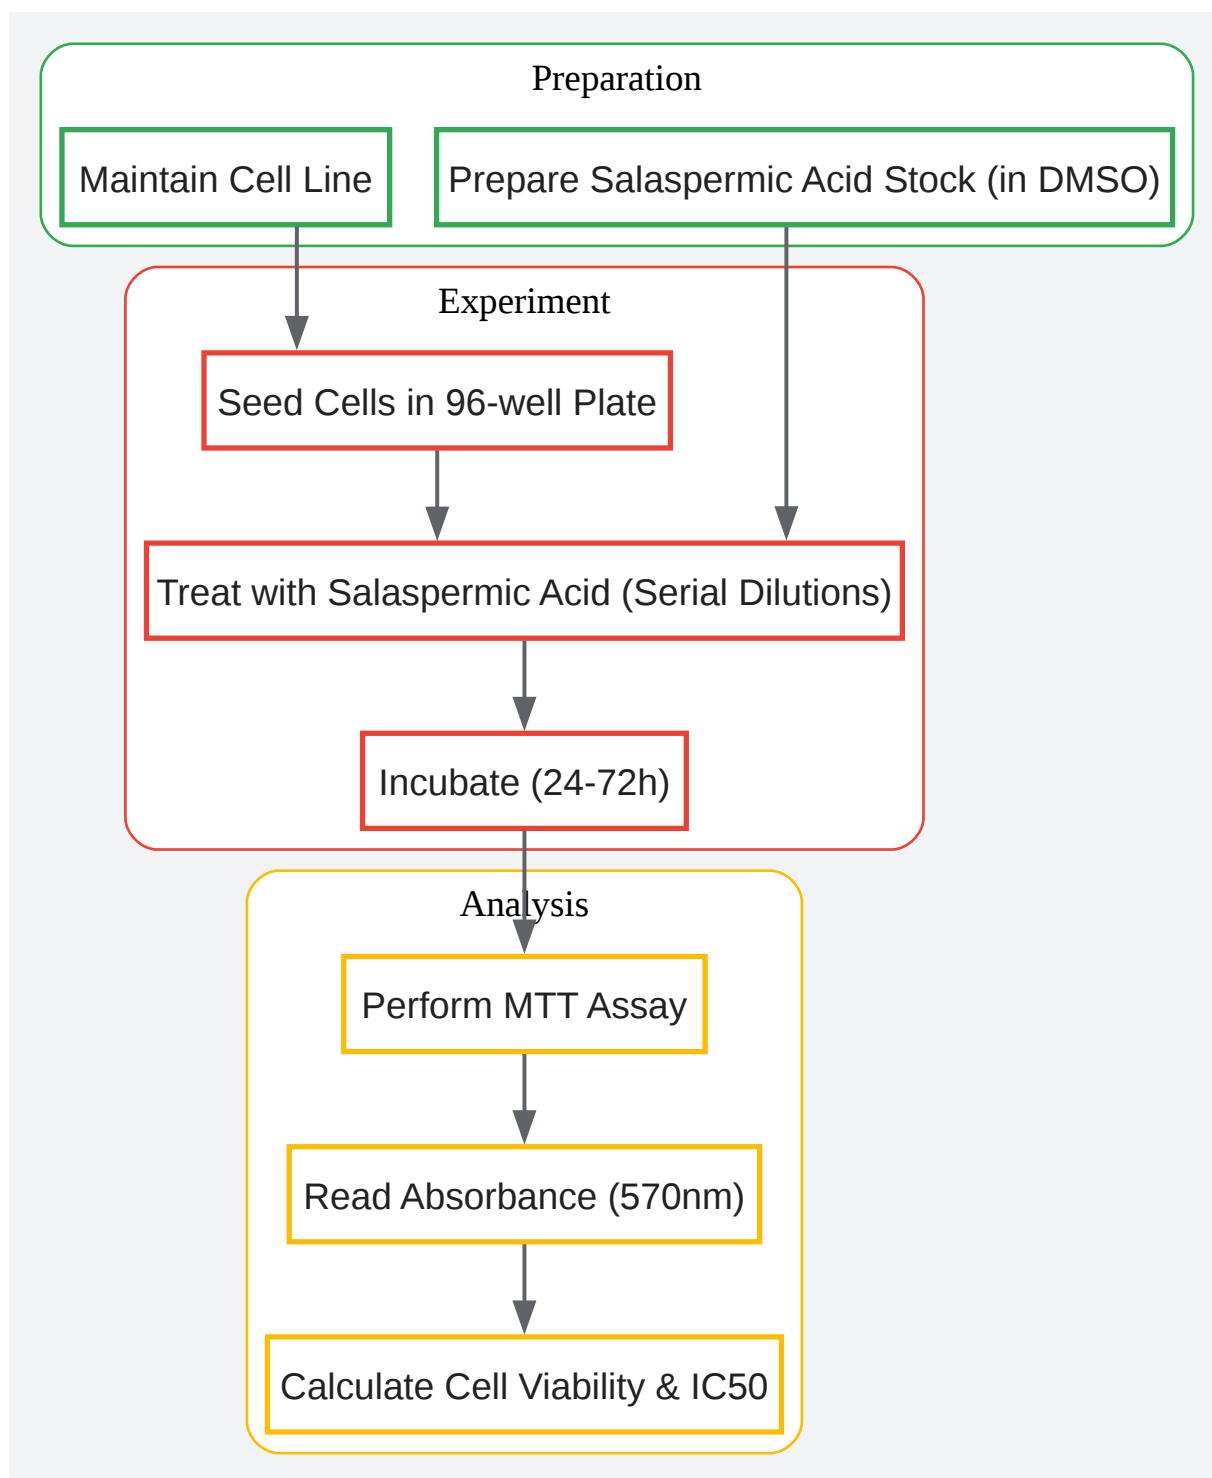 Preparation
Maintain Cell Line
Prepare Salaspermic Acid Stock (in DMSO)
Experiment
Seed Cells in 96-well Plate
Treat with Salaspermic Acid (Serial Dilutions)
Incubate (24-72h)
Analysis
Perform MTT Assay
Read Absorbance (570nm)
Calculate Cell Viability & IC50